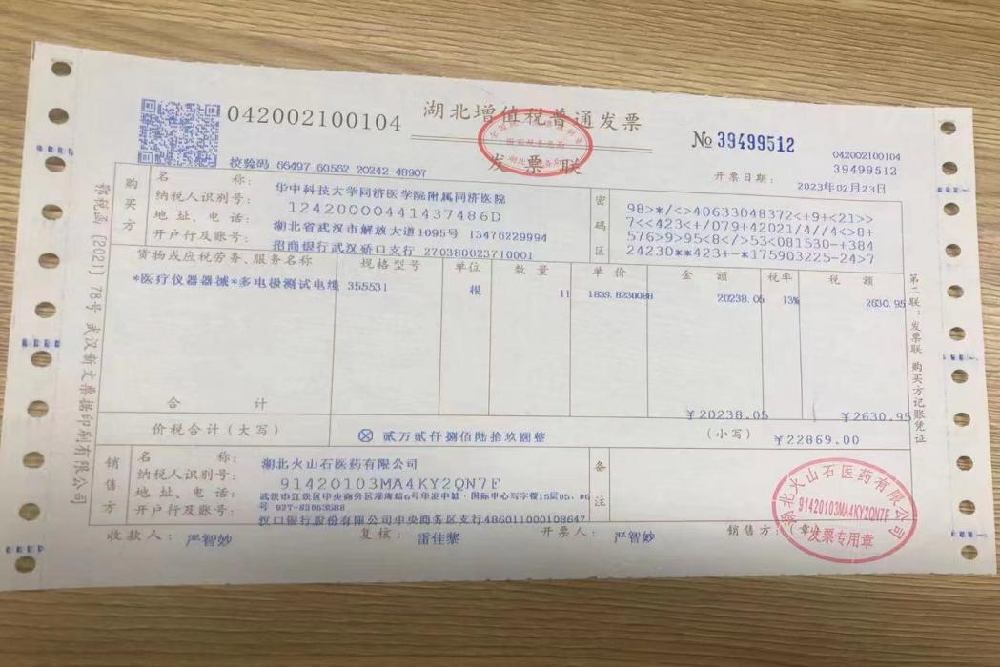 042002100104
湖北增值税普通发票
发票联
№39499512
042002100104
39499512
校验码 66497 60562 20242 48907
开票日期：
2023年02月23日
购买方
名 称：
华中科技大学同济医学院附属同济医院
纳税人识别号：
12420000441437486D
地 址、电 话：
湖北省武汉市解放大道1095号 13476229994
开户行及账号：
招商银行武汉硚口支行 270380023710001
密码区
98>*/<>40633048372<+9+<21>>
7<<423<+/079+42021/4//4<>8+
576>9>95<8</>53<081530-+384
24230**423+-*175903225-24>7
货物或应税劳务、服务名称
规格型号
单位
数 量
单 价
金 额
税率
税 额
*医疗仪器器械*多电极测试电缆
355531
根
11
1839.8230088
20238.05
13%
2630.95
合 计
￥20238.05
￥2630.95
价税合计（大写）
ⓧ 贰万贰仟捌佰陆拾玖圆整
（小写）
￥22869.00
销售方
名 称：
湖北火山石医药有限公司
纳税人识别号：
91420103MA4KY2QN7F
地 址、电 话：
武汉市江汉区中央商务区淮海路6号华发中城·国际中心写字楼15层05、06
号 027-83063588
开户行及账号：
汉口银行股份有限公司中央商务区支行486011000108647
备注
收款人：
严智妙
复核：
雷佳黎
开票人：
严智妙
销售方：（章）
湖北火山石医药有限公司
91420103MA4KY2QN7F
发票专用章
第二联：发票联 购买方记账凭证
〔2021〕78号 武汉新文票据印刷有限公司